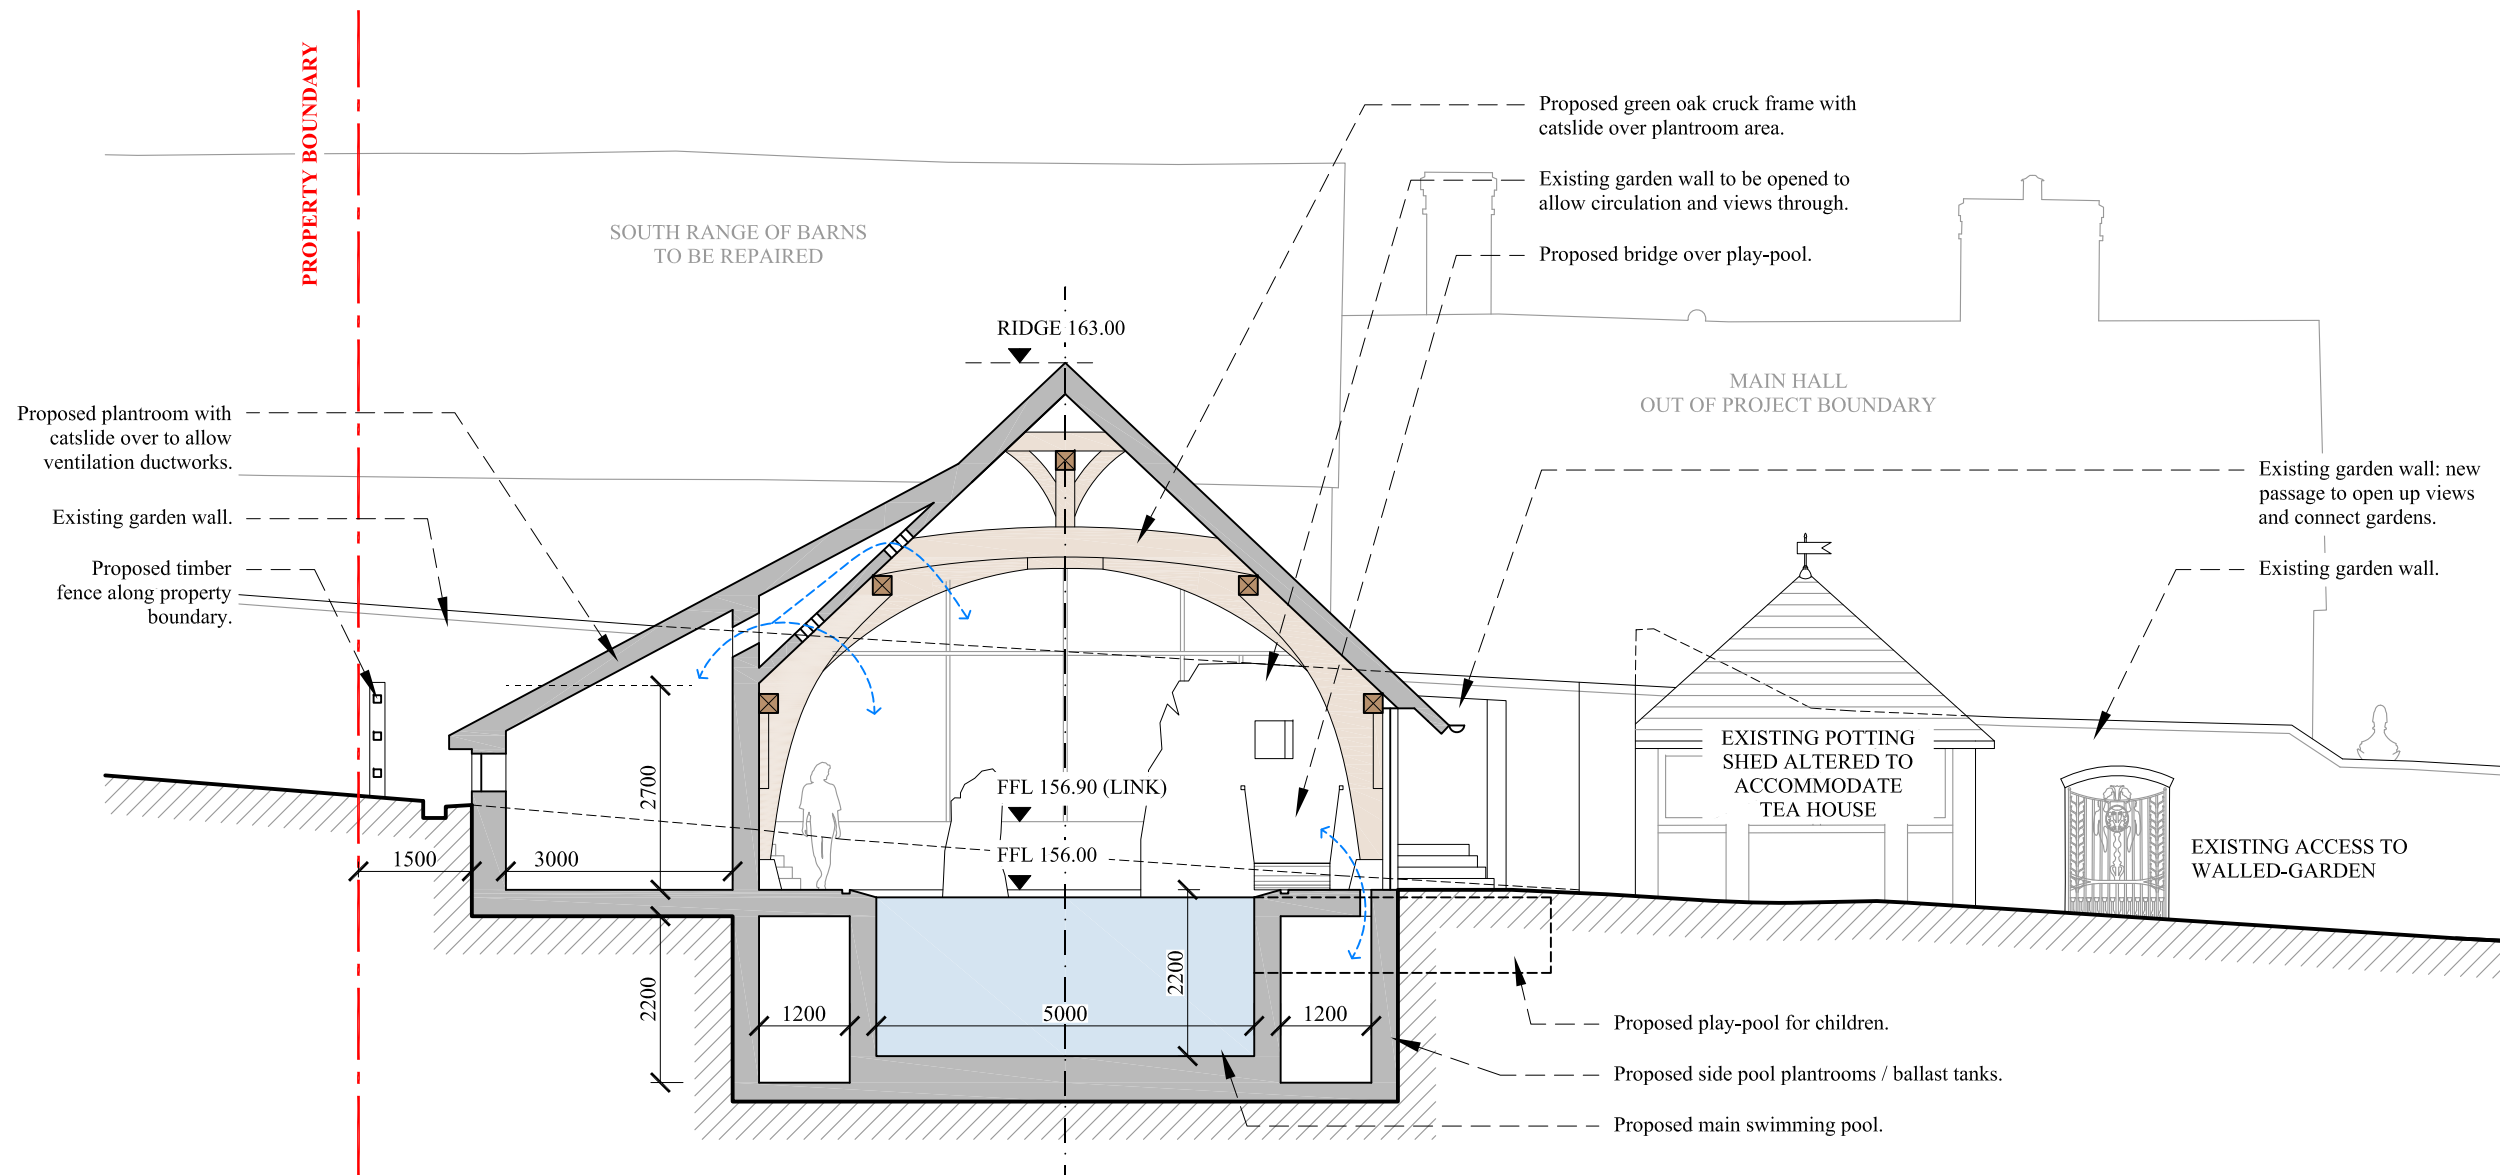 PROPERTY BOUNDARY
Proposed green oak cruck frame with
catslide over plantroom area.
Existing garden wall to be opened to
allow circulation and views through.
Proposed bridge over play-pool.
SOUTH RANGE OF BARNS
TO BE REPAIRED
RIDGE 163.00
MAIN HALL
OUT OF PROJECT BOUNDARY
Proposed plantroom with
catslide over to allow
ventilation ductworks.
Existing garden wall.
Proposed timber
fence along property
boundary.
Existing garden wall: new
passage to open up views
and connect gardens.
Existing garden wall.
EXISTING POTTING
SHED ALTERED TO
ACCOMMODATE
TEA HOUSE
EXISTING ACCESS TO
WALLED-GARDEN
FFL 156.90 (LINK)
FFL 156.00
2700
1500
3000
2200
1200
5000
2200
1200
Proposed play-pool for children.
Proposed side pool plantrooms / ballast tanks.
Proposed main swimming pool.